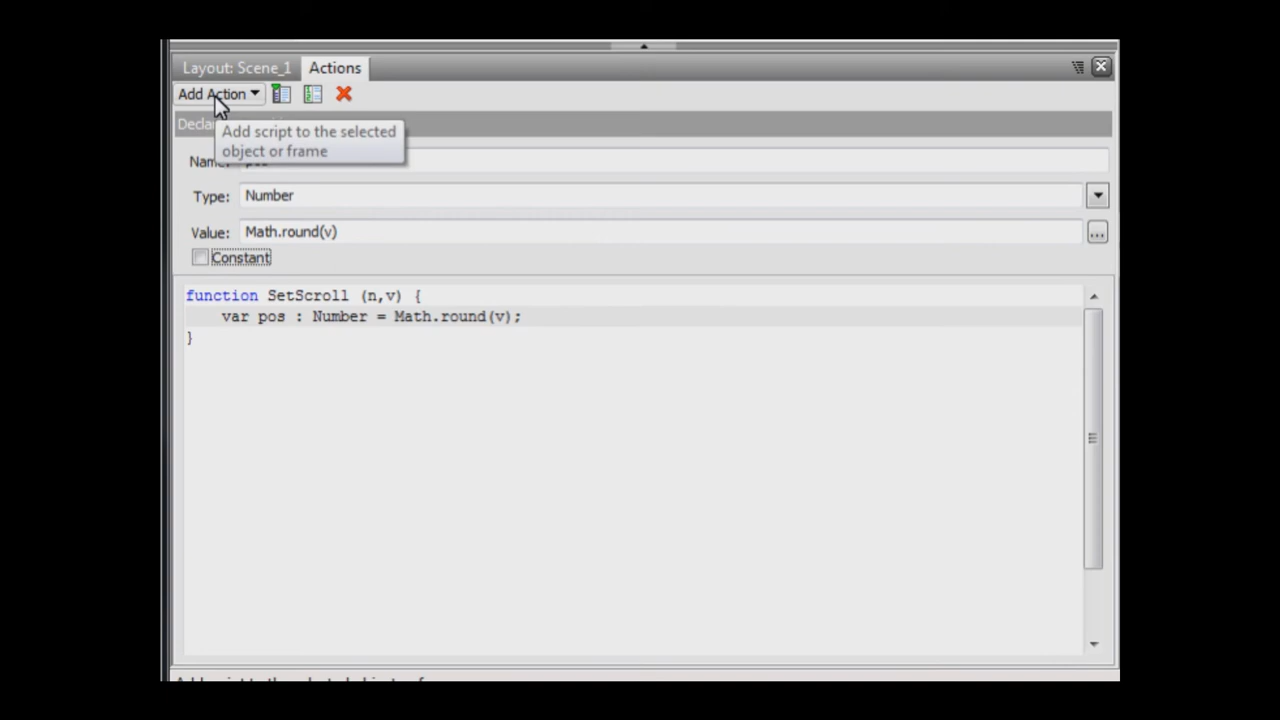 Layout: Scene_1 Actions
Add Action
Add script to the selected
object or frame
Name:
Type: Number
Value: Math.round(v)
...
Constant
function SetScroll (n,v) {
var pos : Number = Math.round(v);
}